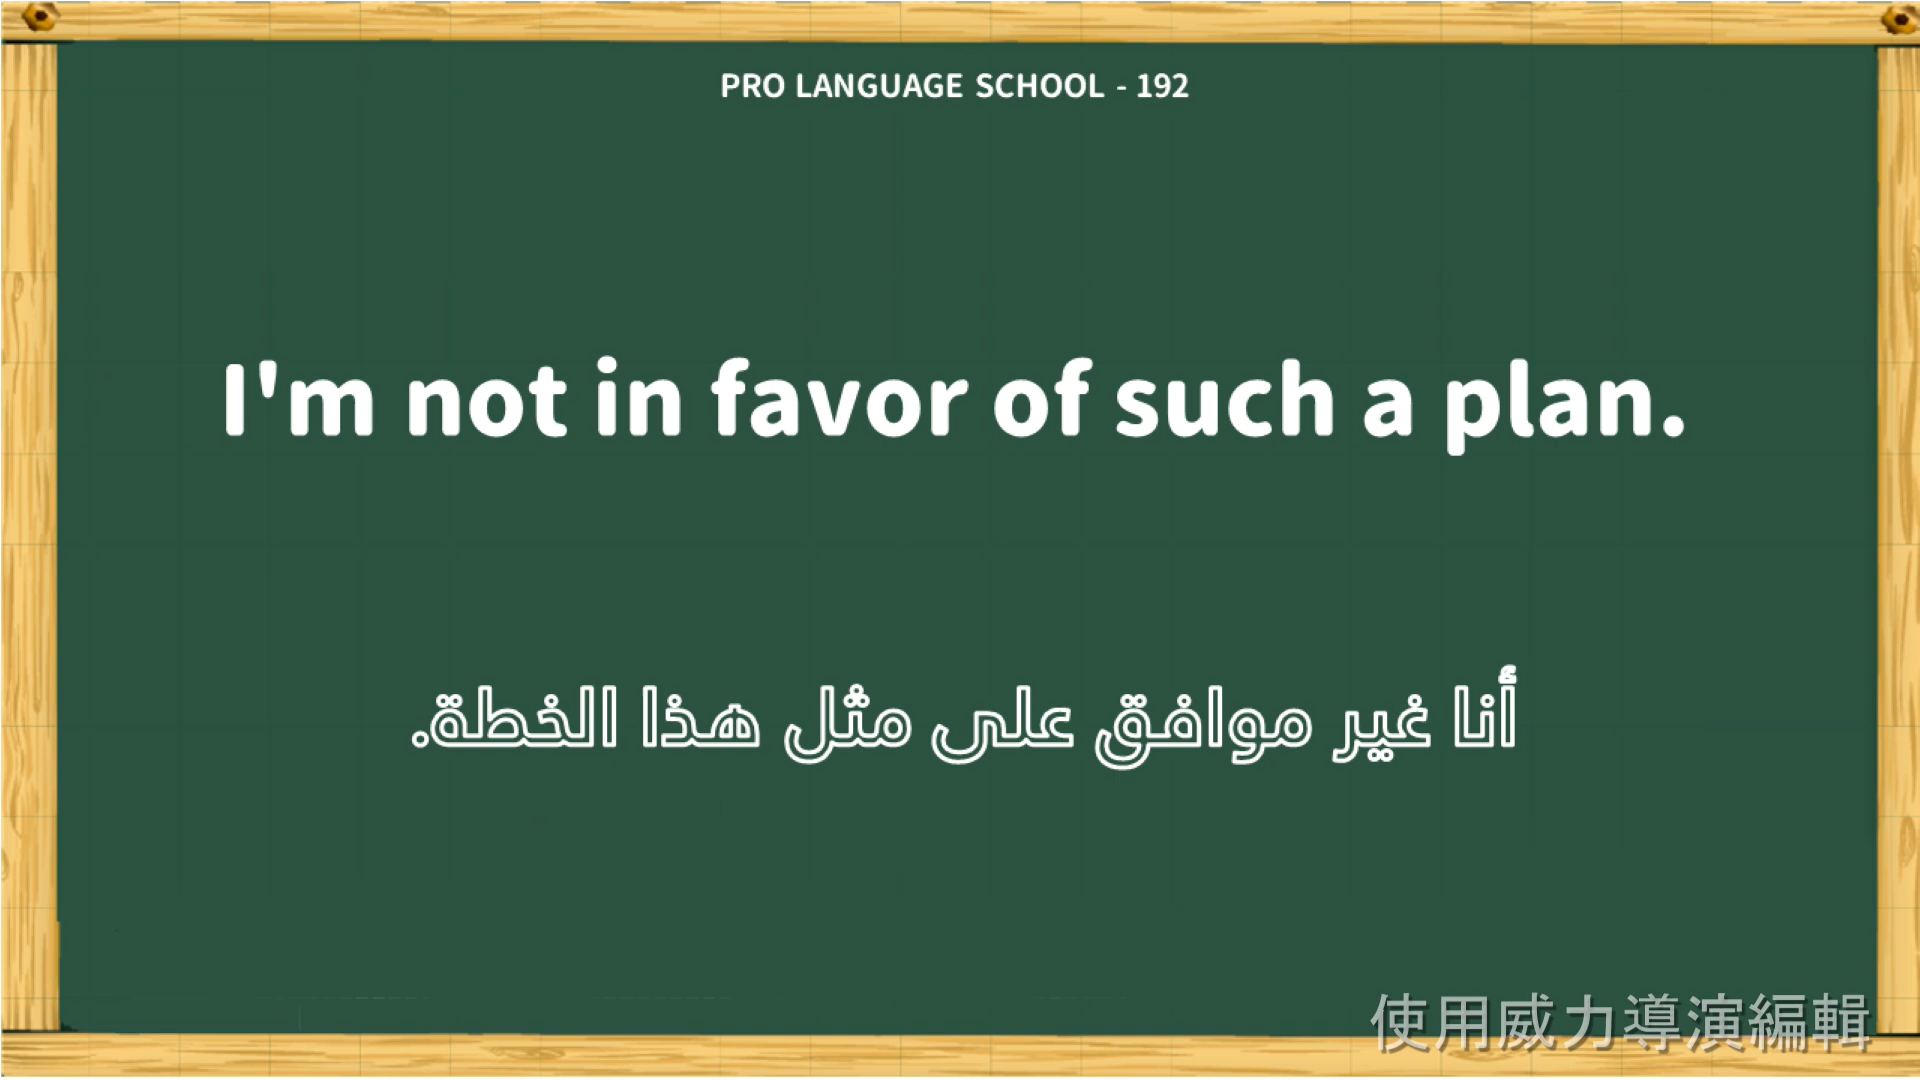 PRO LANGUAGE SCHOOL - 192
I'm not in favor of such a plan.
أنا غير موافق على مثل هذا الخطة.
使用威力導演編輯